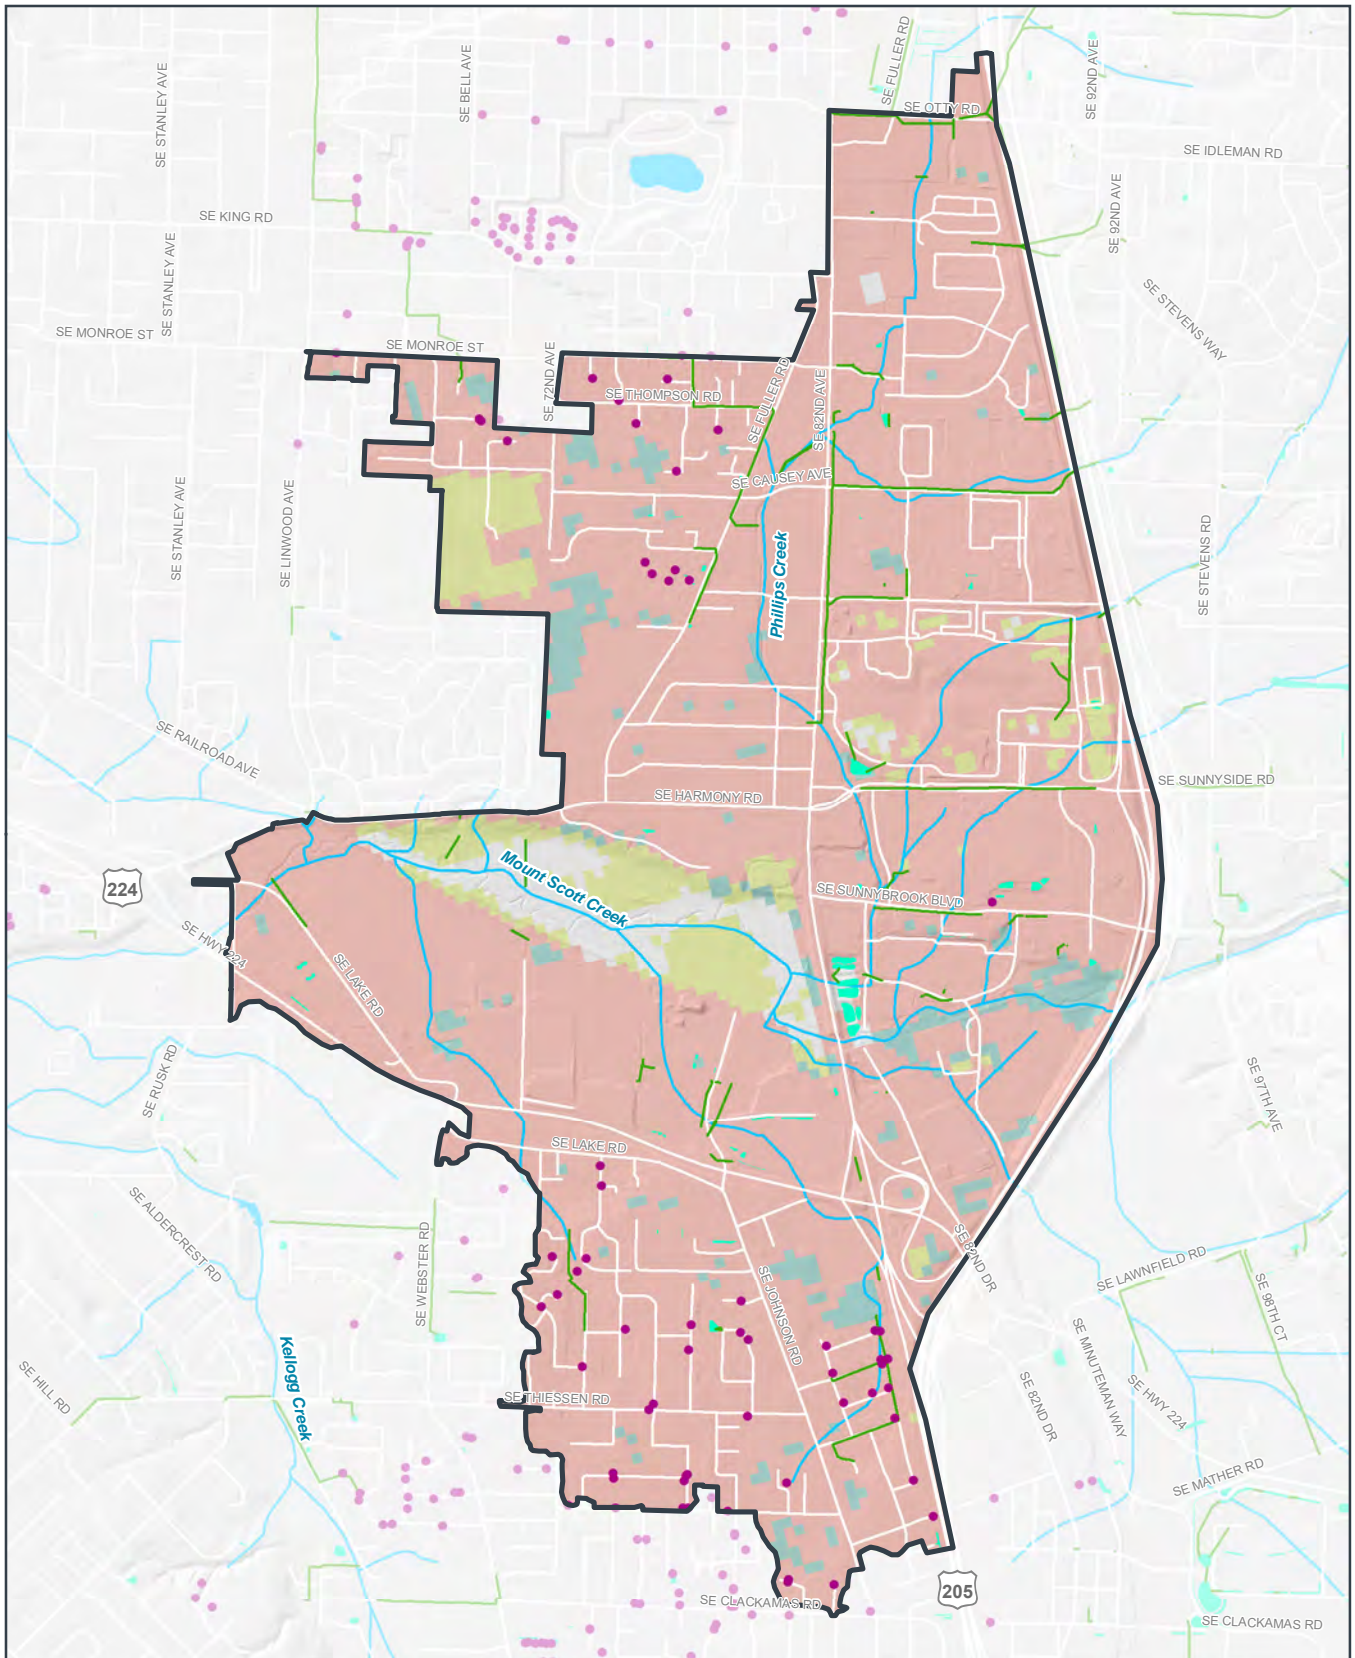 SE FULLER RD
SE STANLEY AVE
SE BELL AVE
SE 92ND AVE
SE OTTY RD
SE IDLEMAN RD
SE 92ND AVE
SE KING RD
SE STANLEY AVE
SE STEVENS WAY
SE MONROE ST
SE MONROE ST
SE 72ND AVE
SE THOMPSON RD
SE FULLER RD
SE 82ND AVE
SE CAUSEY AVE
SE STANLEY AVE
SE LINWOOD AVE
SE STEVENS RD
Phillips Creek
SE RAILROAD AVE
SE SUNNYSIDE RD
SE HARMONY RD
224
Mount Scott Creek
SE SUNNYBROOK BLVD
SE HWY 224
SE LAKE RD
SE RUSK RD
SE 97TH AVE
SE LAKE RD
SE ALDERCREST RD
SE WEBSTER RD
SE 82ND DR
SE LAWNFIELD RD
SE 98TH CT
SE JOHNSON RD
SE MINUTEMAN WAY
Kellogg Creek
SE HILL RD
SE THIESSEN RD
SE 82ND DR
SE HWY 224
SE MATHER RD
205
SE CLACKAMAS RD
SE CLACKAMAS RD